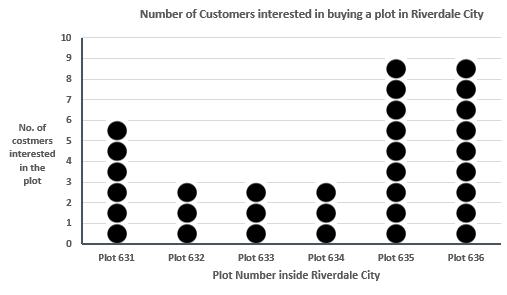 Number of Customers interested in buying a plot in Riverdale City
10
9
8
7
6
5
4
3
2
1
0
No. of
costmers
interested
in the
plot
Plot 631 Plot 632 Plot 633 Plot 634 Plot 635 Plot 636
Plot Number inside Riverdale City